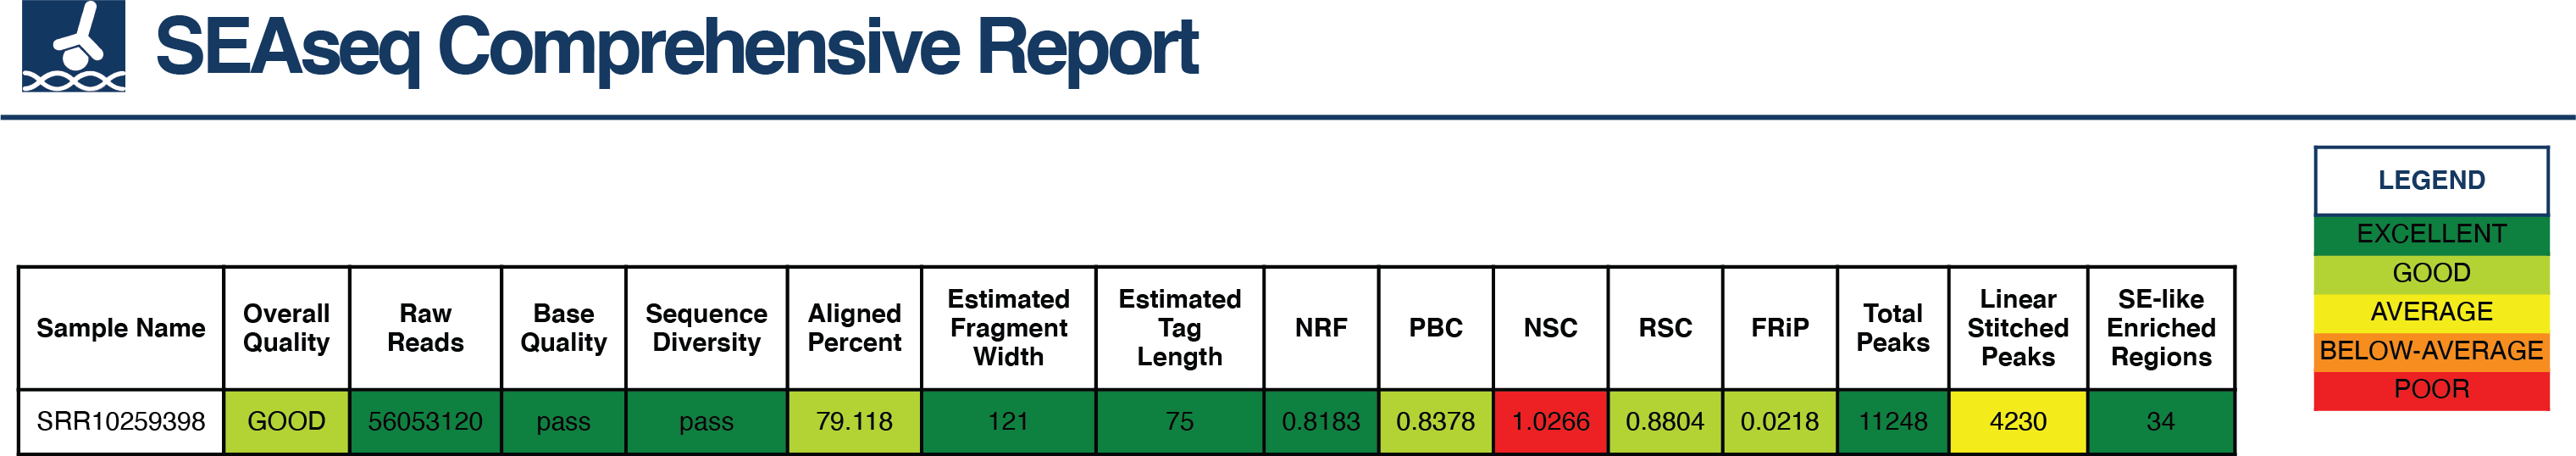 SEAseq Comprehensive Report
LEGEND
EXCELLENT
GOOD
AVERAGE
BELOW-AVERAGE
POOR
Sample Name
Overall
Quality
Raw
Reads
Base
Quality
Sequence
Diversity
Aligned
Percent
Estimated
Fragment
Width
Estimated
Tag
Length
NRF
PBC
NSC
RSC
FRiP
Total
Peaks
Linear
Stitched
Peaks
SE-like
Enriched
Regions
SRR10259398 GOOD 56053120 pass pass 79.118 121 75 0.8183 0.8378 1.0266 0.8804 0.0218 11248 4230 34